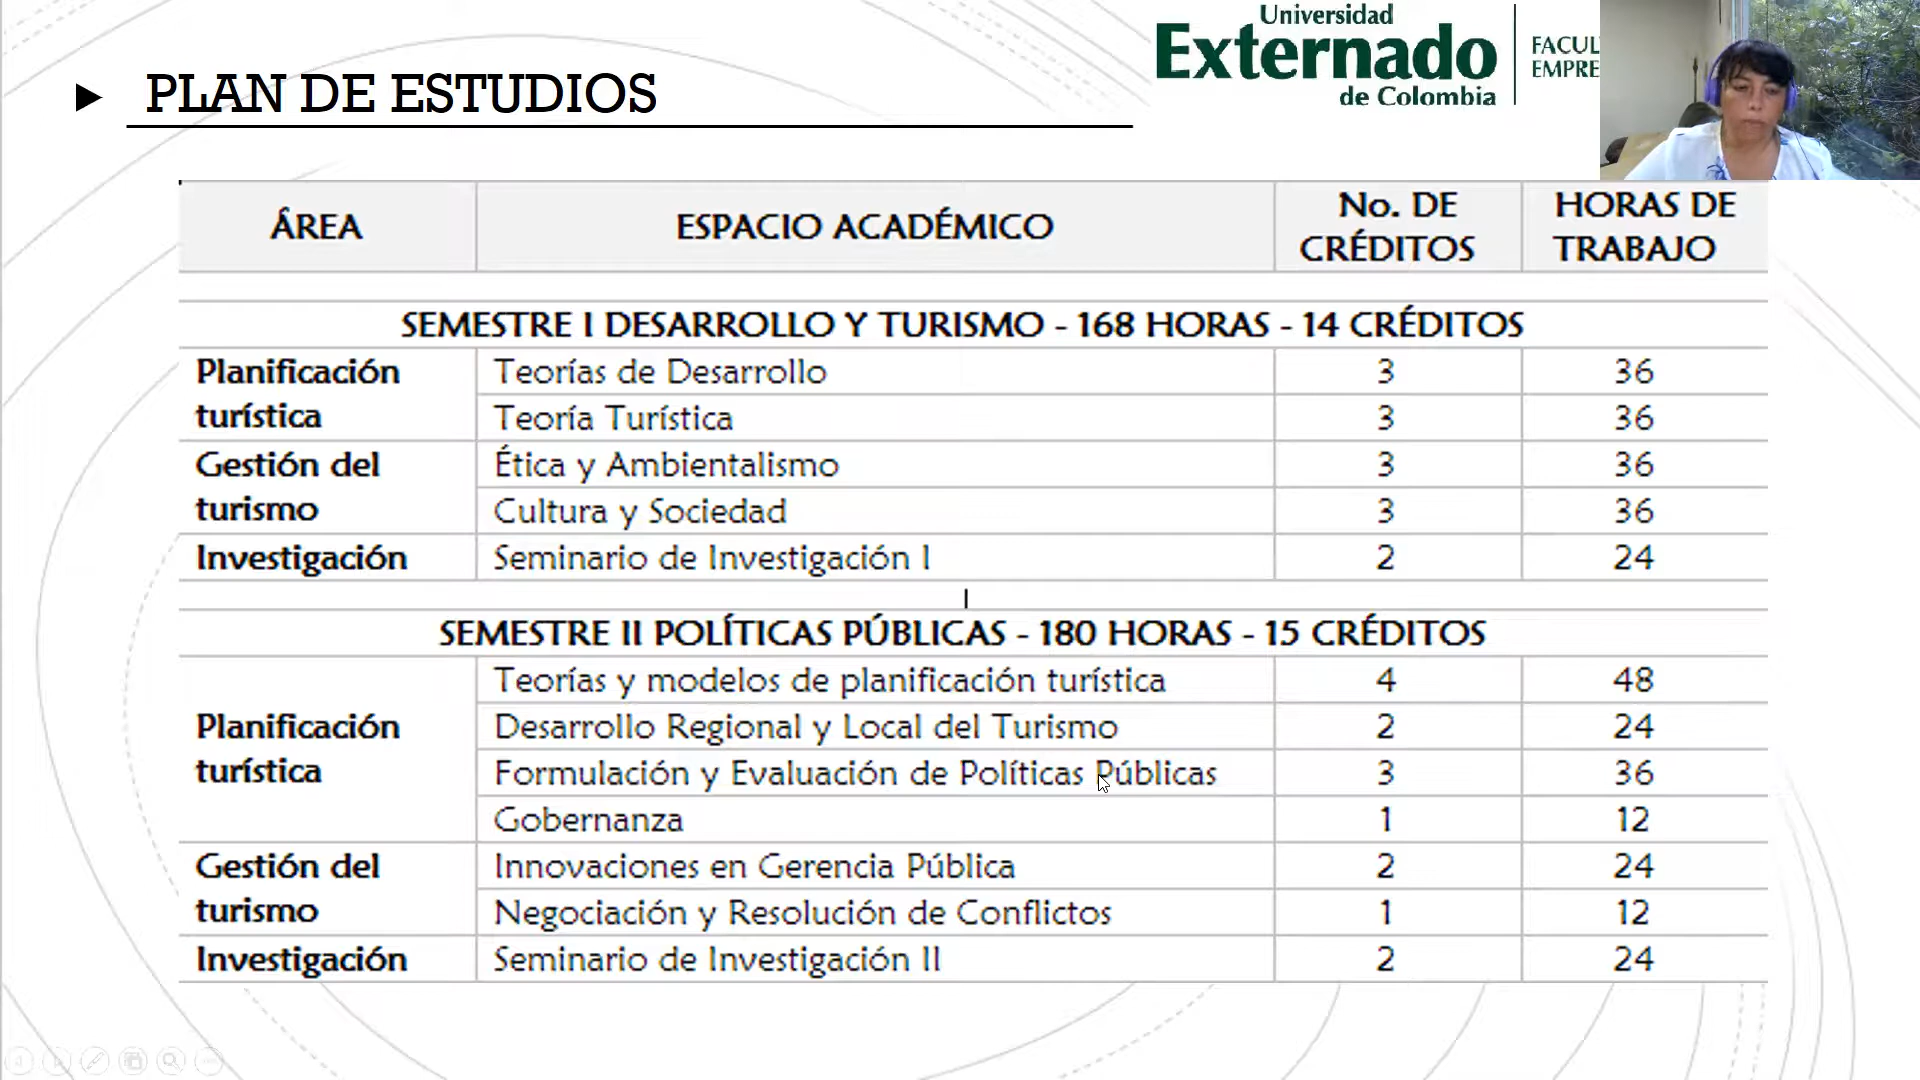 Universidad
Externado
de Colombia
FACUL
EMPRE
PLAN DE ESTUDIOS
ÁREA ESPACIO ACADÉMICO No. DE CRÉDITOS HORAS DE TRABAJO
SEMESTRE I DESARROLLO Y TURISMO - 168 HORAS - 14 CRÉDITOS
Planificación turística
Teorías de Desarrollo 3 36
Teoría Turística 3 36
Gestión del turismo
Ética y Ambientalismo 3 36
Cultura y Sociedad 3 36
Investigación Seminario de Investigación I 2 24
SEMESTRE II POLÍTICAS PÚBLICAS - 180 HORAS - 15 CRÉDITOS
Planificación turística
Teorías y modelos de planificación turística 4 48
Desarrollo Regional y Local del Turismo 2 24
Formulación y Evaluación de Políticas Públicas 3 36
Gobernanza 1 12
Gestión del turismo
Innovaciones en Gerencia Pública 2 24
Negociación y Resolución de Conflictos 1 12
Investigación Seminario de Investigación II 2 24